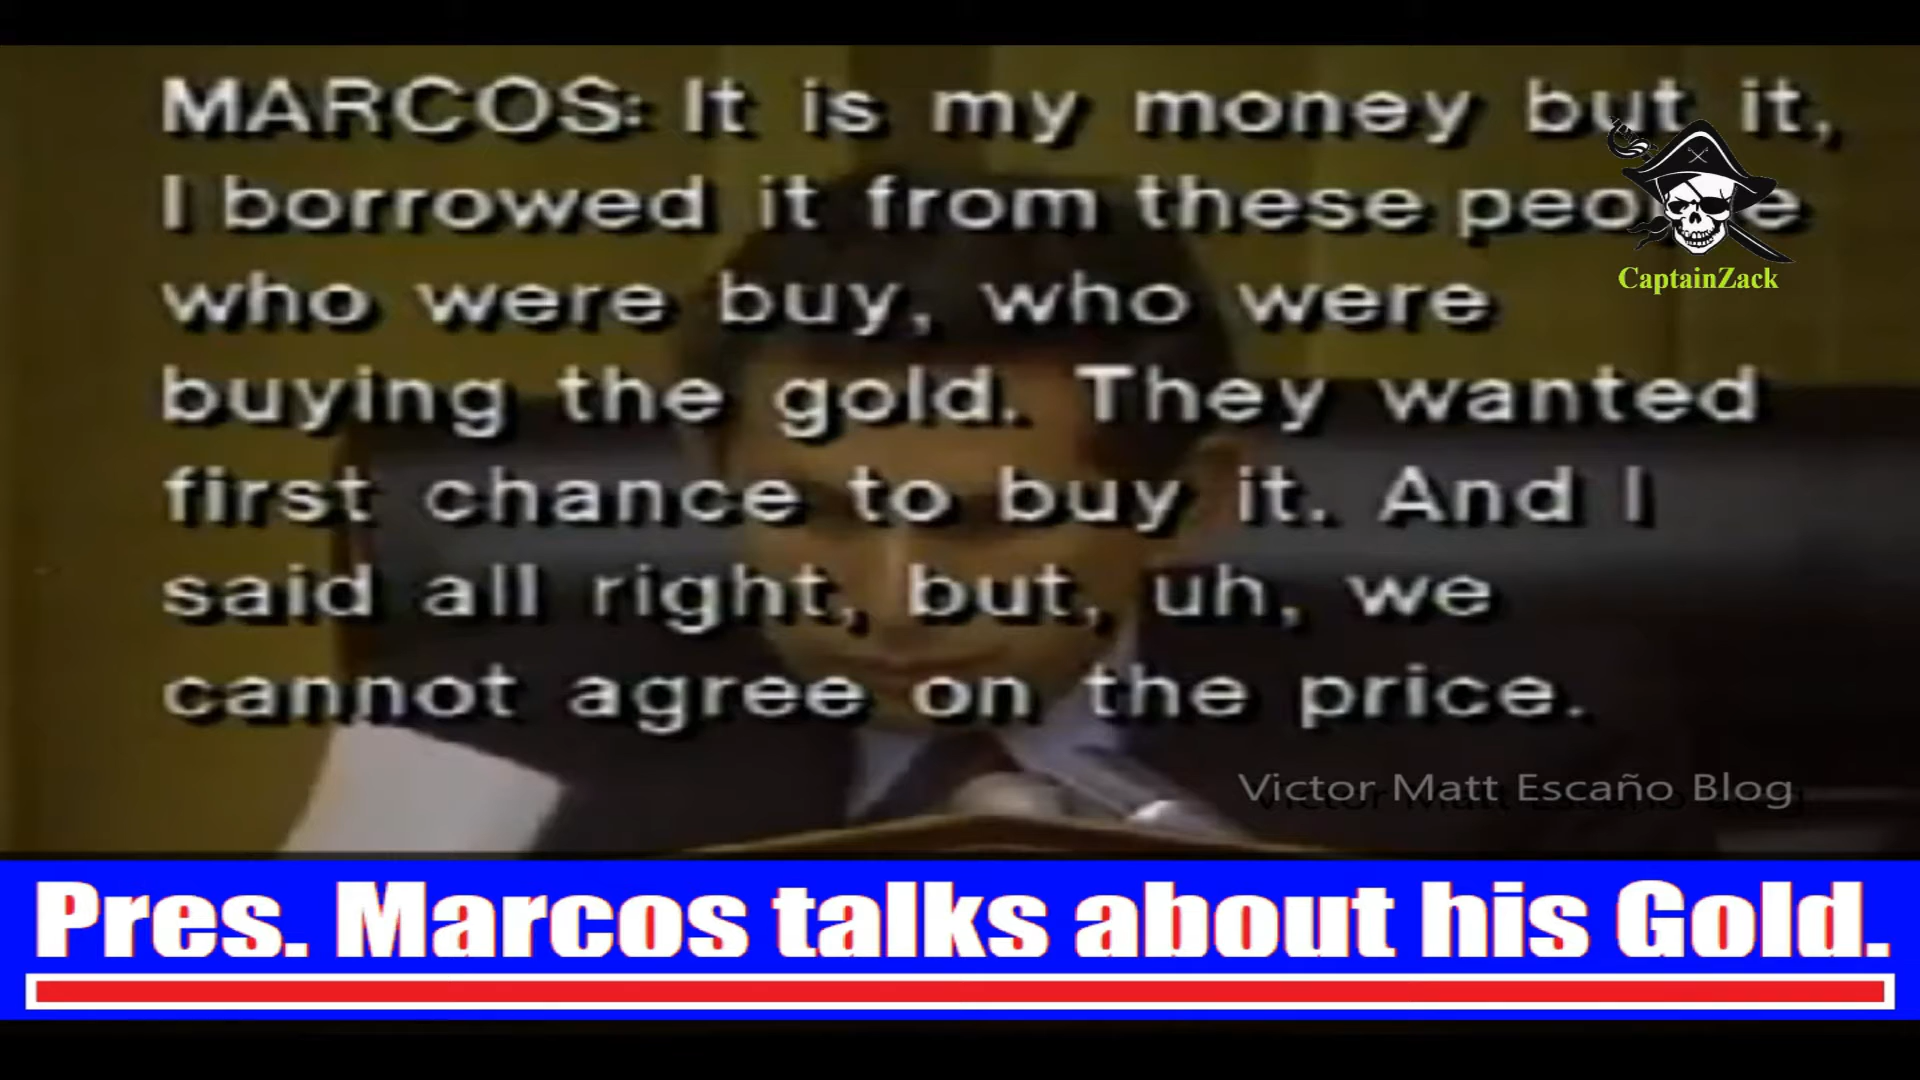 MARCOS: It is my money but it,
I borrowed it from these people
who were buy, who were
buying the gold. They wanted
first chance to buy it. And I
said all right, but, uh, we
cannot agree on the price.
CaptainZack
Victor Matt Escaño Blog
Pres. Marcos talks about his Gold.